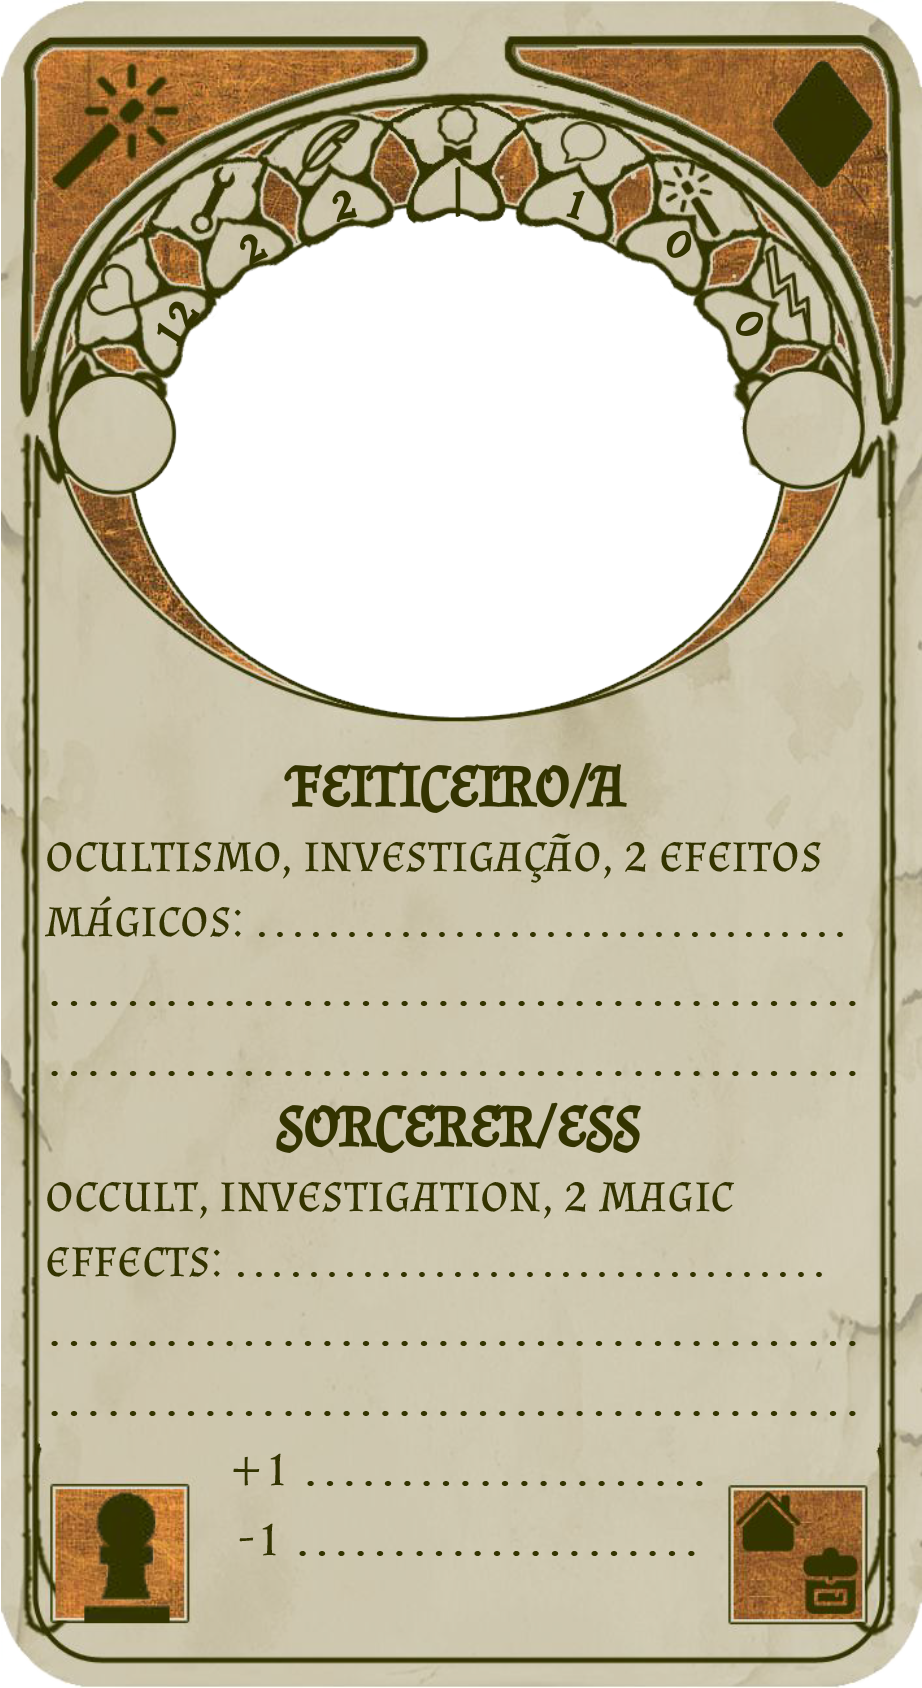 12 2 2 | 1 0 0
FEITICEIRO/A
OCULTISMO, INVESTIGAÇÃO, 2 EFEITOS
MÁGICOS: ..................................
................................................
................................................
SORCERER/ESS
OCCULT, INVESTIGATION, 2 MAGIC
EFFECTS: ..................................
................................................
................................................
+1 .......................
-1 .......................